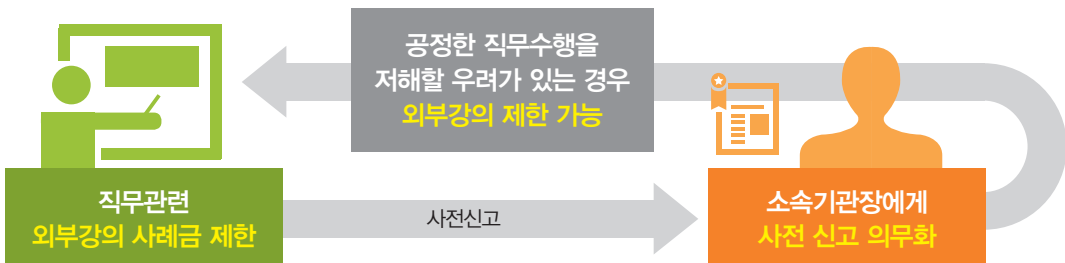 공정한 직무수행을
저해할 우려가 있는 경우
외부강의 제한 가능
직무관련
외부강의 사례금 제한
사전신고
소속기관장에게
사전 신고 의무화